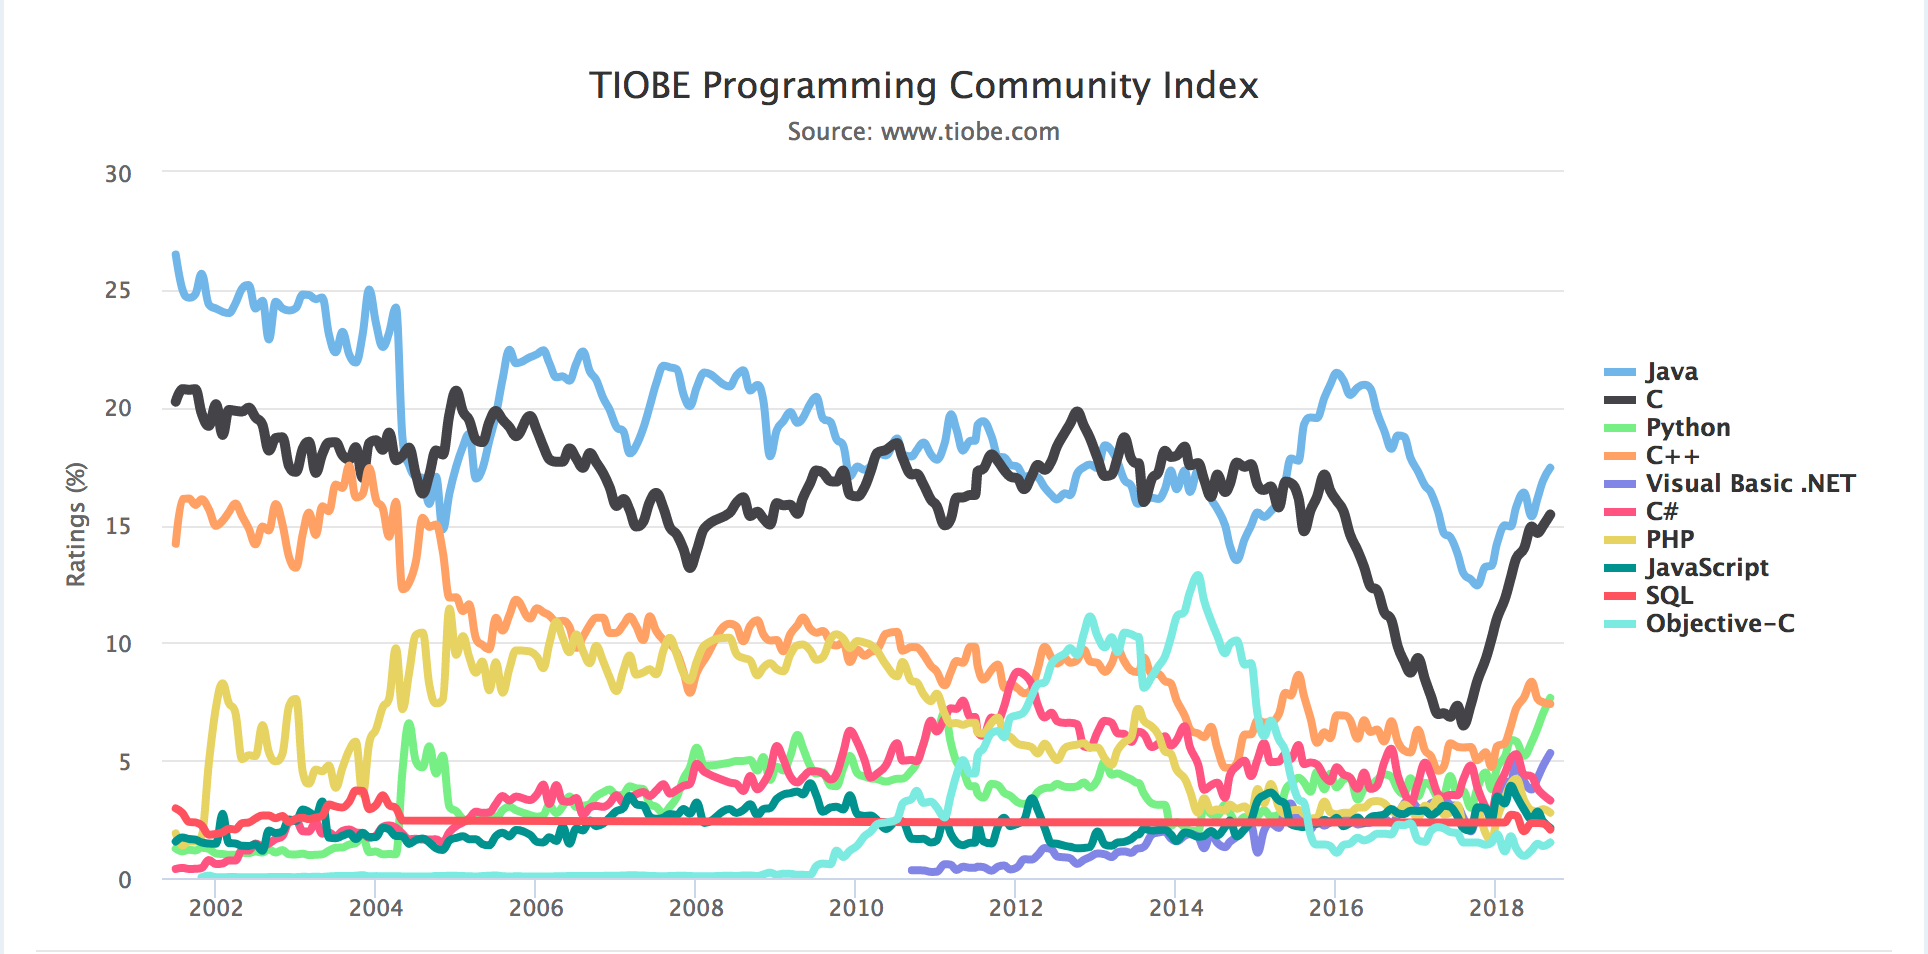 TIOBE Programming Community Index
Source: www.tiobe.com
Ratings (%)
30
25
20
15
10
5
0
2002 2004 2006 2008 2010 2012 2014 2016 2018
Java
C
Python
C++
Visual Basic .NET
C#
PHP
JavaScript
SQL
Objective-C